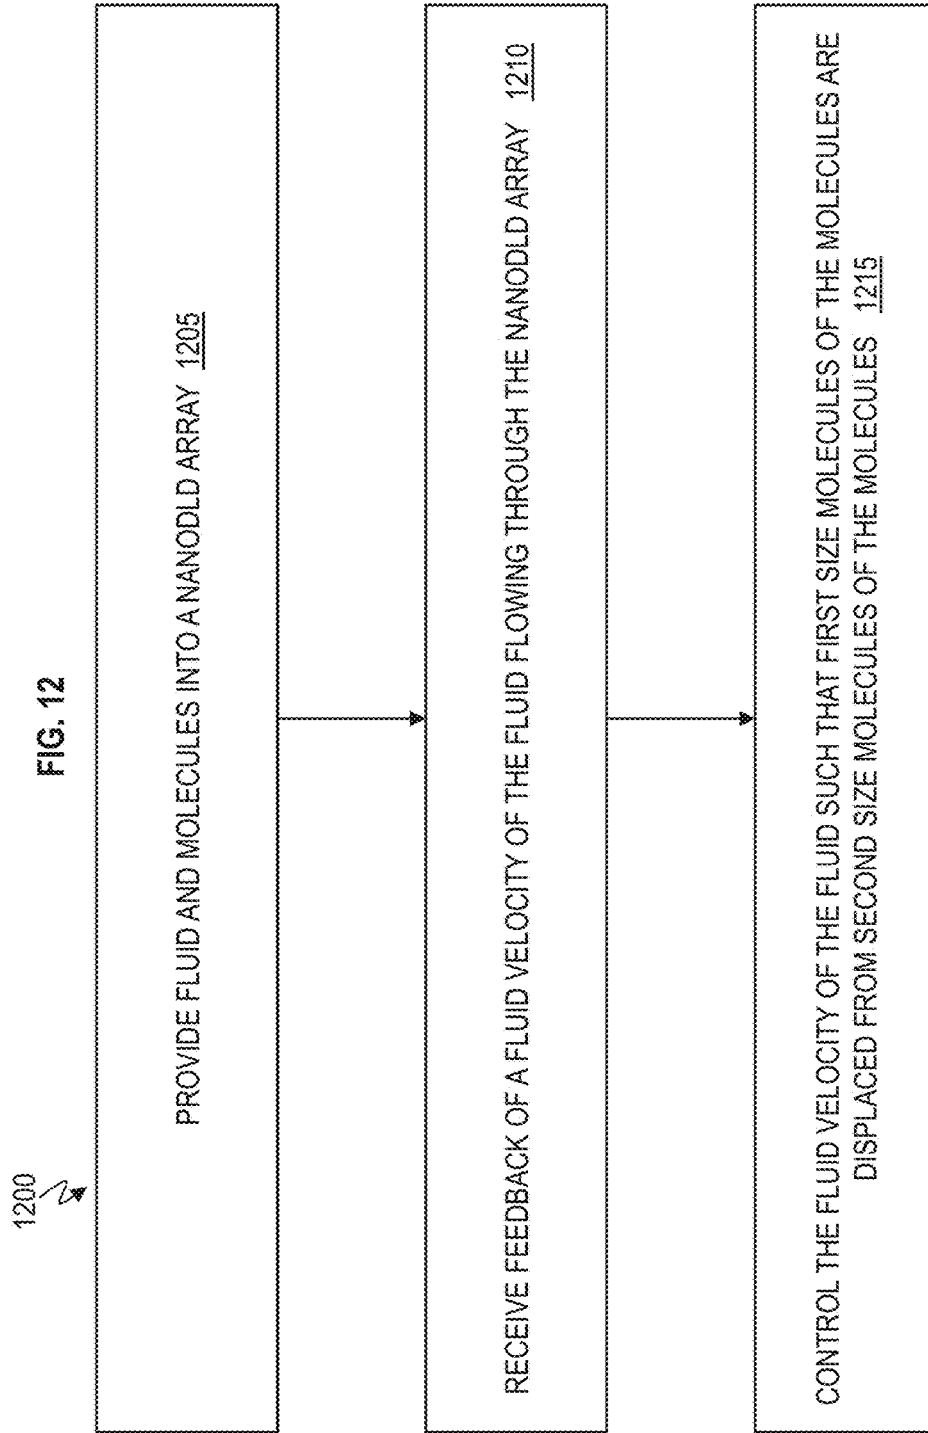 FIG. 12
1200
PROVIDE FLUID AND MOLECULES INTO A NANODLD ARRAY 1205
RECEIVE FEEDBACK OF A FLUID VELOCITY OF THE FLUID FLOWING THROUGH THE NANODLD ARRAY 1210
CONTROL THE FLUID VELOCITY OF THE FLUID SUCH THAT FIRST SIZE MOLECULES OF THE MOLECULES ARE
DISPLACED FROM SECOND SIZE MOLECULES OF THE MOLECULES 1215